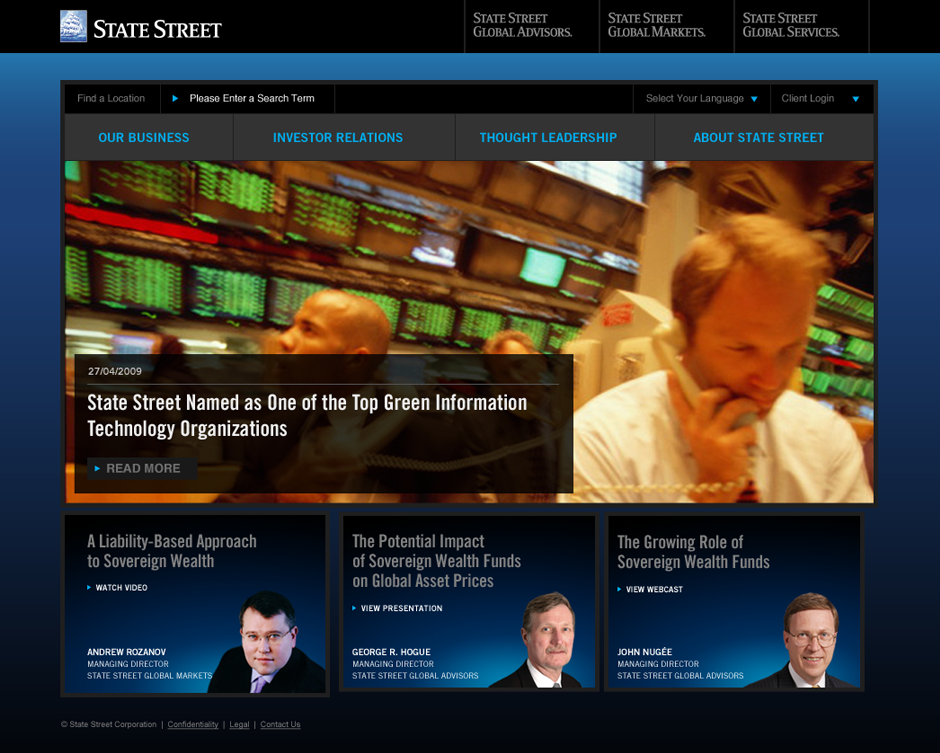 STATE STREET
STATE STREET
GLOBAL ADVISORS.
STATE STREET
GLOBAL MARKETS.
STATE STREET
GLOBAL SERVICES.
Find a Location
Please Enter a Search Term
Select Your Language
Client Login
OUR BUSINESS
INVESTOR RELATIONS
THOUGHT LEADERSHIP
ABOUT STATE STREET
27/04/2009
State Street Named as One of the Top Green Information
Technology Organizations
READ MORE
A Liability-Based Approach
to Sovereign Wealth
WATCH VIDEO
ANDREW ROZANOV
MANAGING DIRECTOR
STATE STREET GLOBAL MARKETS
The Potential Impact
of Sovereign Wealth Funds
on Global Asset Prices
VIEW PRESENTATION
GEORGE R. HOGUE
MANAGING DIRECTOR
STATE STREET GLOBAL ADVISORS
The Growing Role of
Sovereign Wealth Funds
VIEW WEBCAST
JOHN NUGÉE
MANAGING DIRECTOR
STATE STREET GLOBAL ADVISORS
© State Street Corporation | Confidentiality | Legal | Contact Us